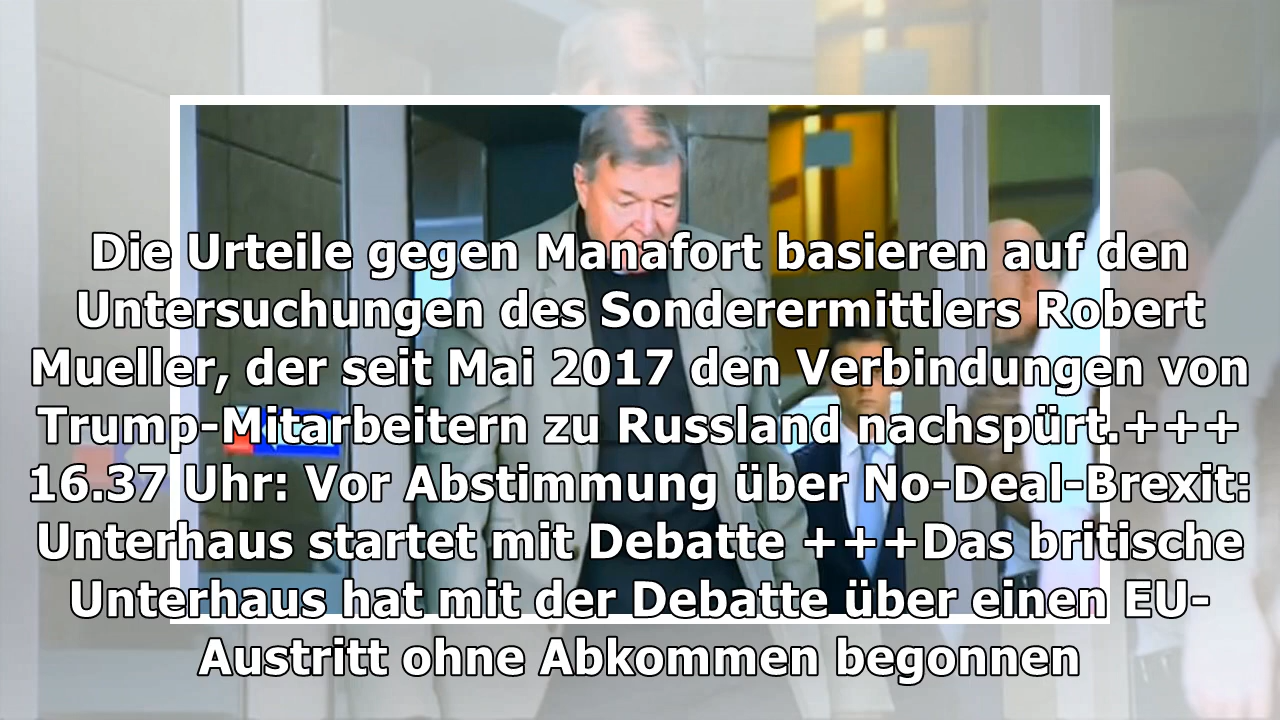 Die Urteile gegen Manafort basieren auf den
Untersuchungen des Sonderermittlers Robert
Mueller, der seit Mai 2017 den Verbindungen von
Trump-Mitarbeitern zu Russland nachspürt.+++
16.37 Uhr: Vor Abstimmung über No-Deal-Brexit:
Unterhaus startet mit Debatte +++Das britische
Unterhaus hat mit der Debatte über einen EU-
Austritt ohne Abkommen begonnen